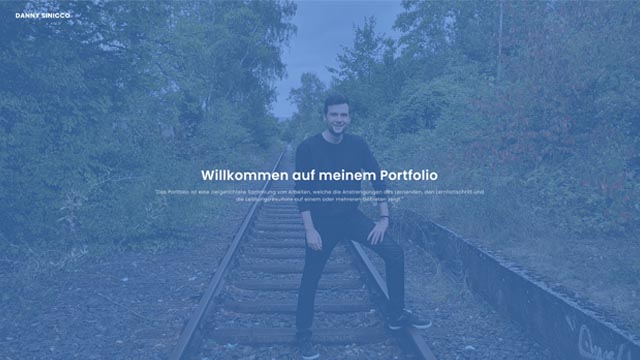 DANNY SINICCO
Willkommen auf meinem Portfolio
"Das Portfolio ist eine zielgerichtete Sammlung von Arbeiten, welche die Anstrengungen des Lernenden, den Lernfortschritt und
die Leistungsresultate auf einem oder mehreren Gebieten zeigt."